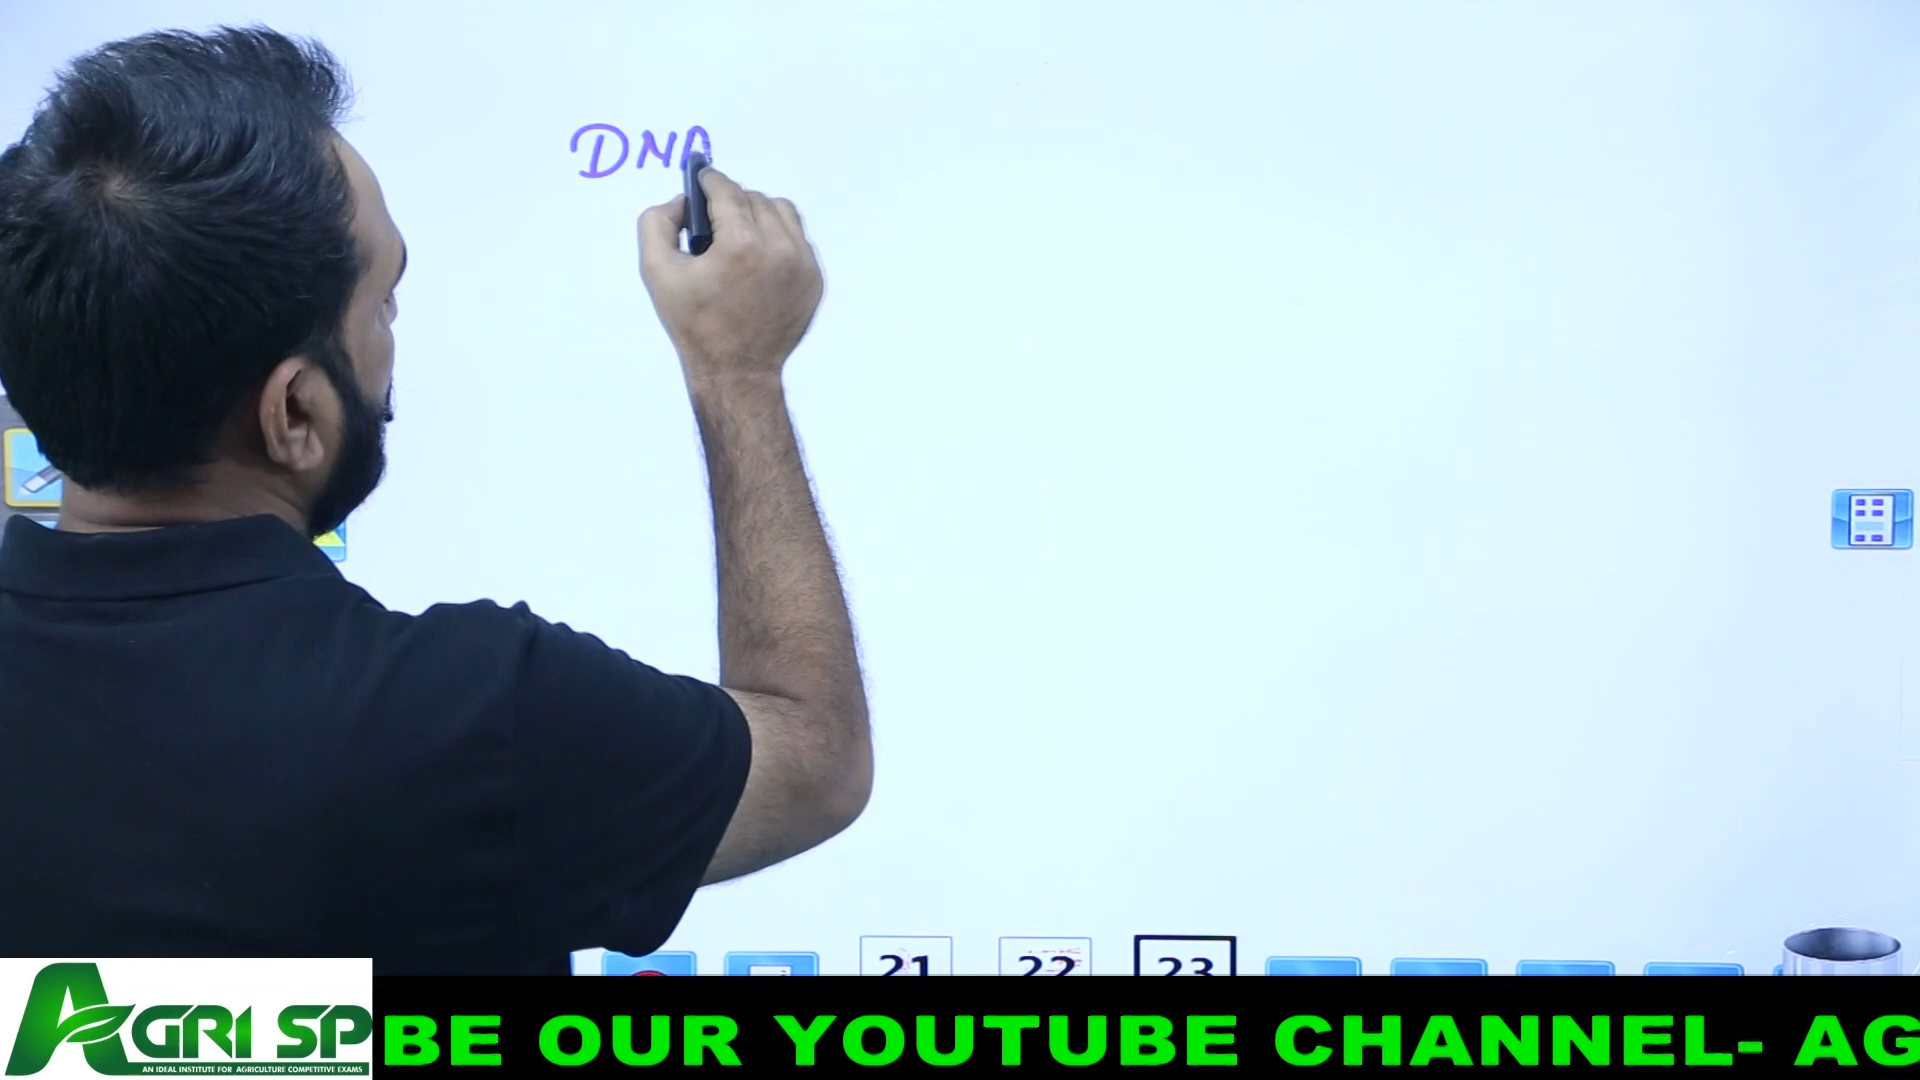 DNA
21
22
23
AGRI SP
AN IDEAL INSTITUTE FOR AGRICULTURE COMPETITIVE EXAMS
BE OUR YOUTUBE CHANNEL- AG